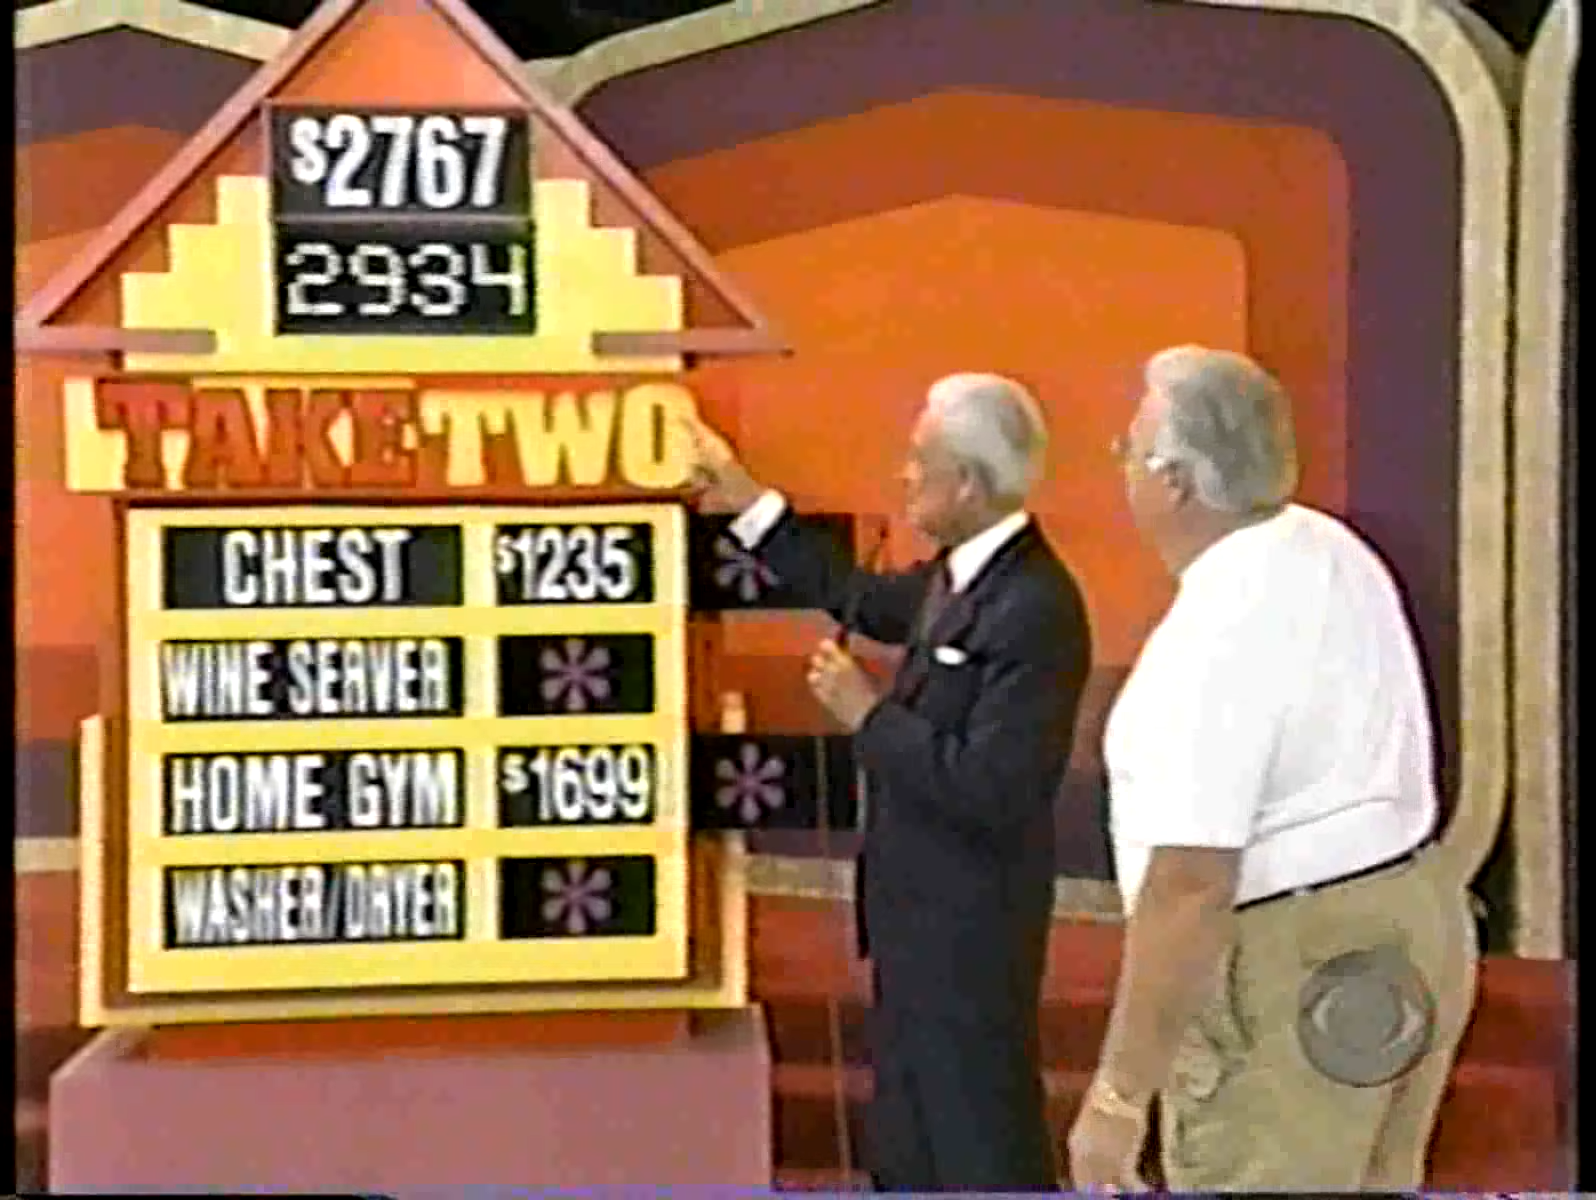 $2767
2934
TAKE TWO
CHEST $1235
WINE SERVER
HOME GYM $1699
WASHER/DRYER